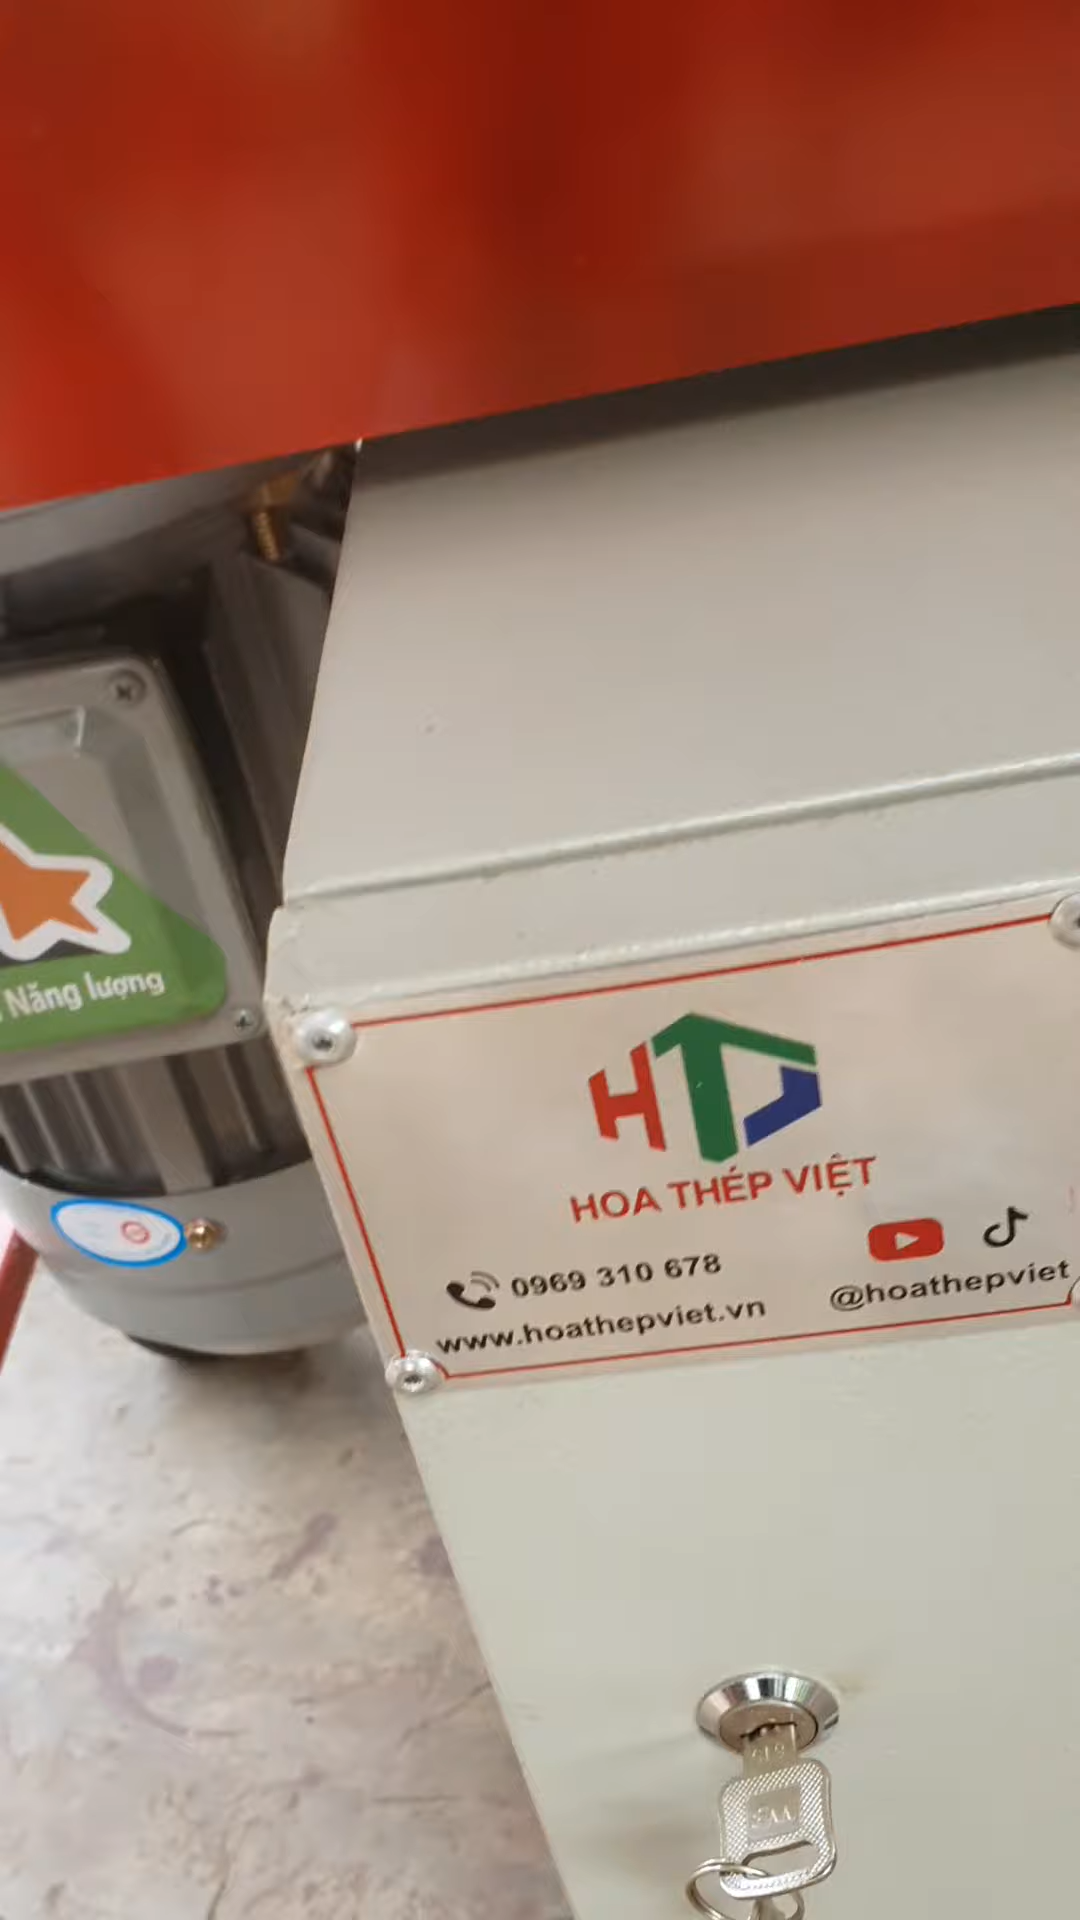 Năng lượng
HTV
HOA THÉP VIỆT
0969 310 678
www.hoathepviet.vn
@hoathepviet